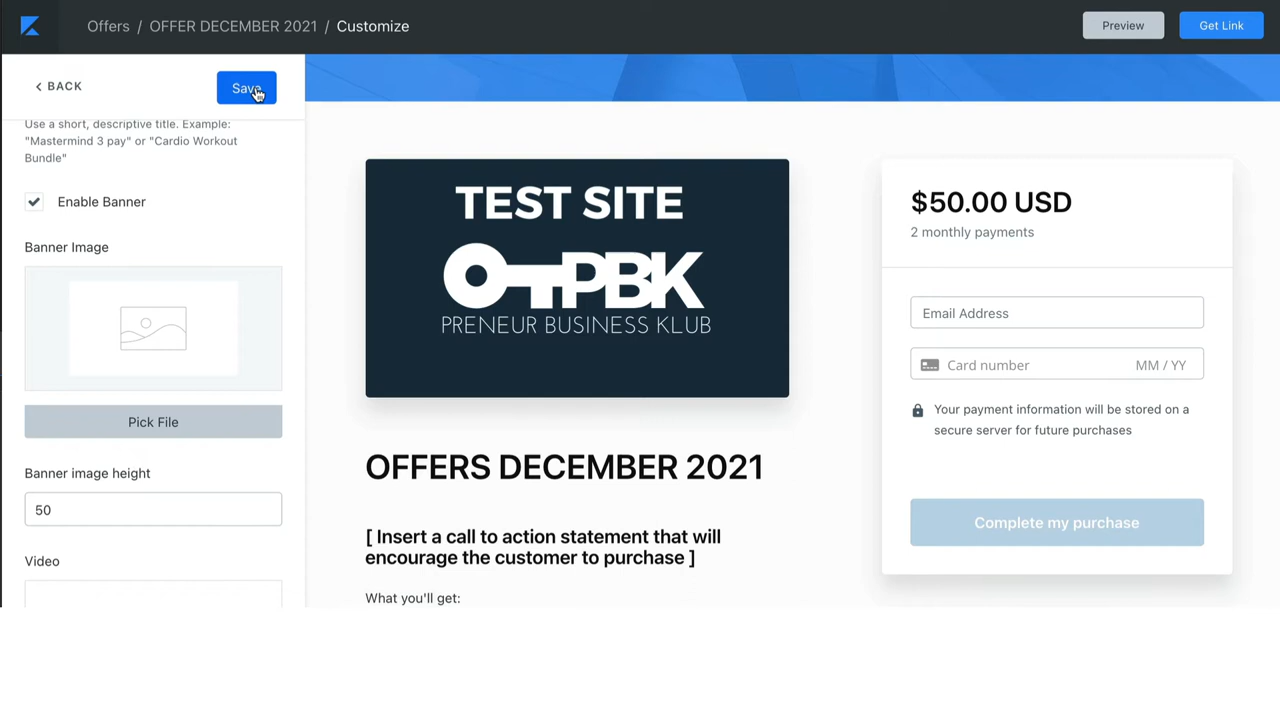 Offers / OFFER DECEMBER 2021 / Customize
Preview
Get Link
BACK
Save
Use a short, descriptive title. Example:
"Mastermind 3 pay" or "Cardio Workout
Bundle"
Enable Banner
Banner Image
Pick File
Banner image height
50
Video
TEST SITE
PBK
PRENEUR BUSINESS KLUB
OFFERS DECEMBER 2021
[ Insert a call to action statement that will
encourage the customer to purchase ]
What you'll get:
$50.00 USD
2 monthly payments
Email Address
Card number MM / YY
Your payment information will be stored on a
secure server for future purchases
Complete my purchase